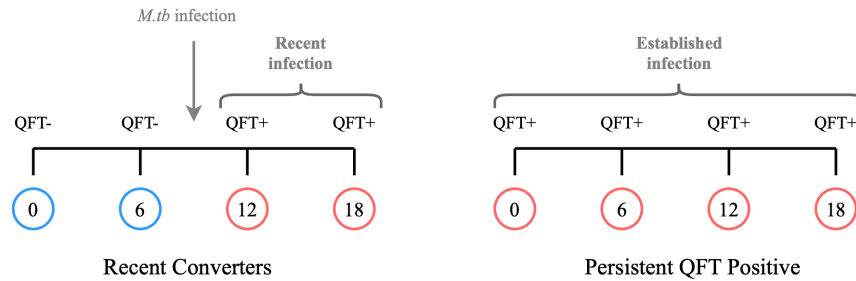 M.tb infection
Recent
infection
QFT- QFT- QFT+ QFT+
0 6 12 18
Recent Converters
Established
infection
QFT+ QFT+ QFT+ QFT+
0 6 12 18
Persistent QFT Positive